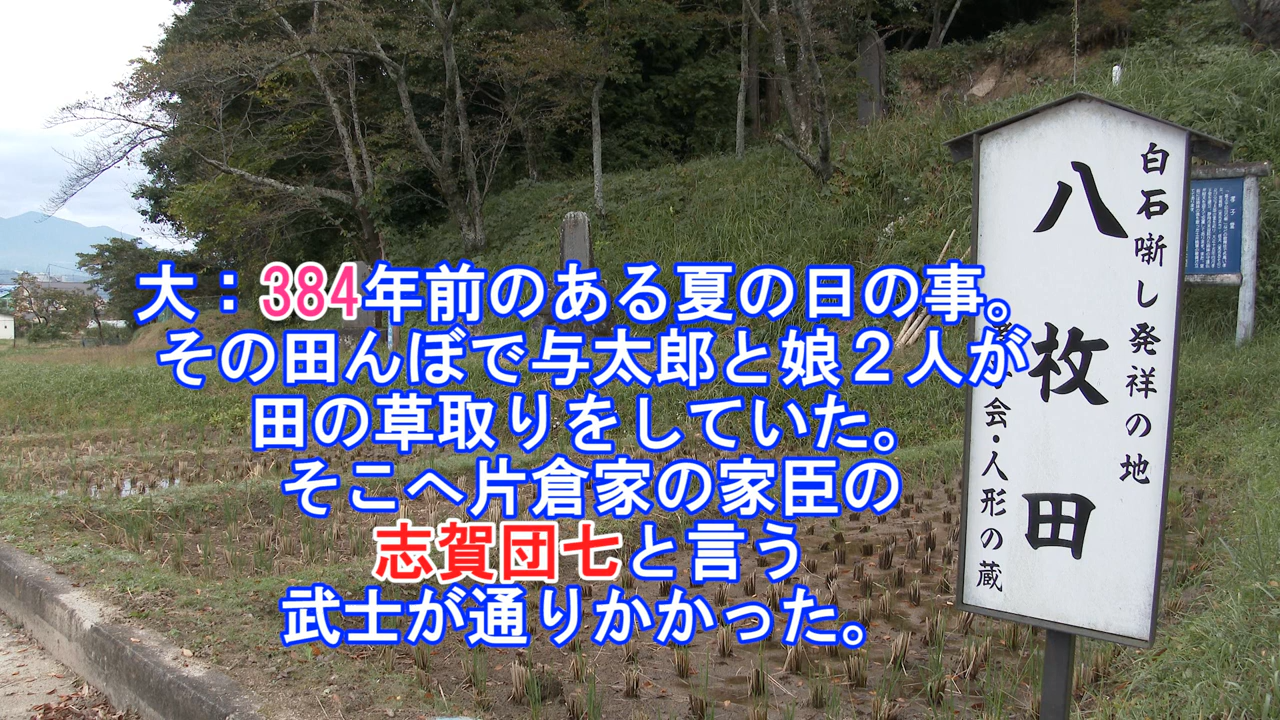 大：384年前のある夏の日の事。
その田んぼで与太郎と娘２人が
田の草取りをしていた。
そこへ片倉家の家臣の
志賀団七と言う
武士が通りかかった。
白石噺し発祥の地
八枚田
会・人形の蔵
孝子堂